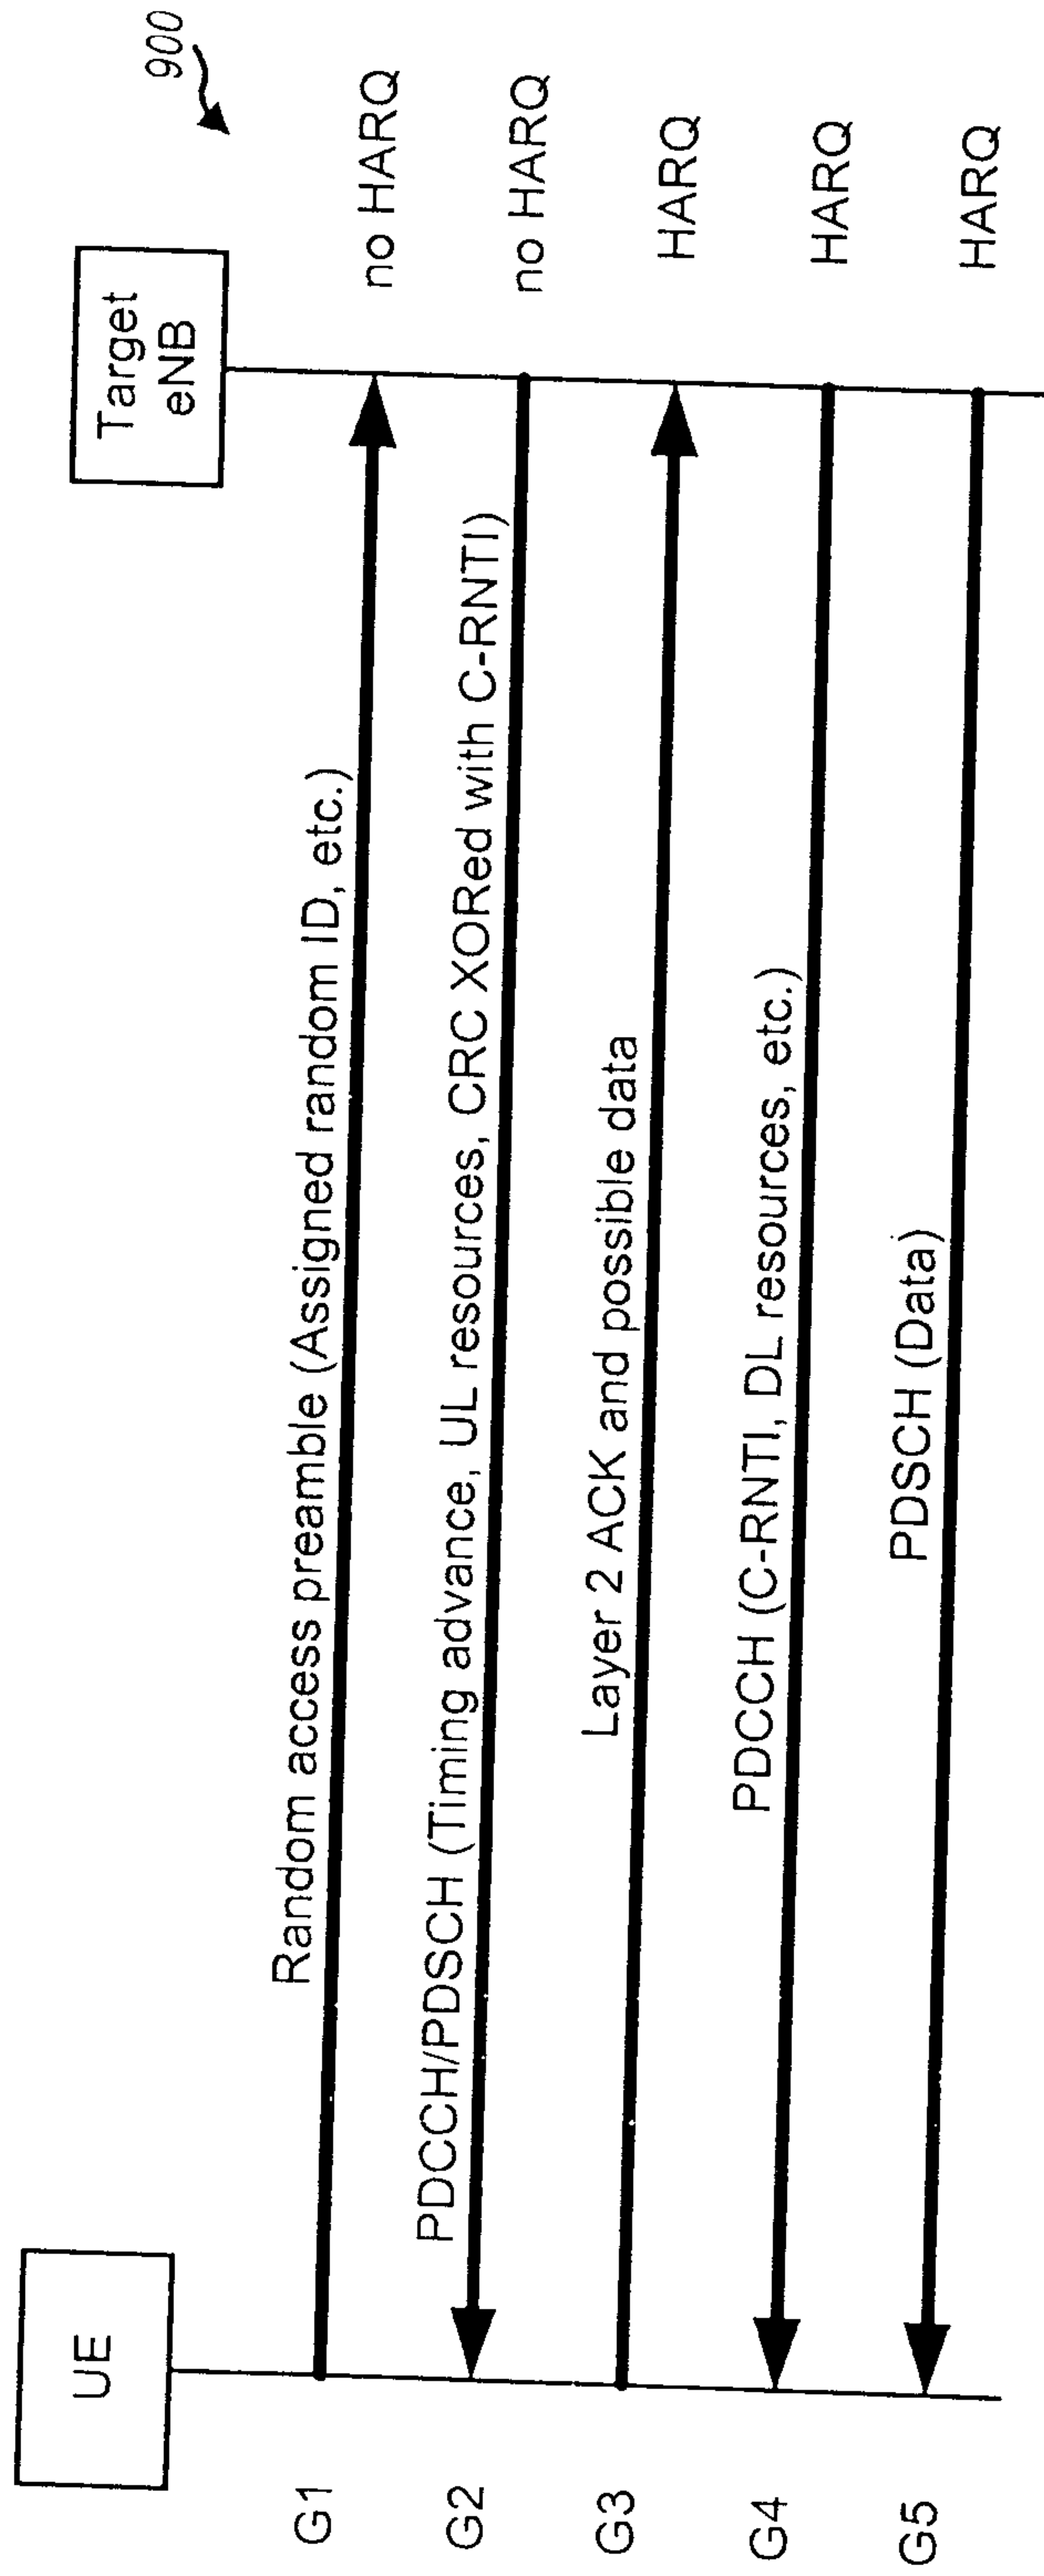 900
UE
Target
eNB
G1
Random access preamble (Assigned random ID, etc.)
no HARQ
G2
PDCCH/PDSCH (Timing advance, UL resources, CRC XORed with C-RNTI)
no HARQ
G3
Layer 2 ACK and possible data
HARQ
G4
PDCCH (C-RNTI, DL resources, etc.)
HARQ
G5
PDSCH (Data)
HARQ